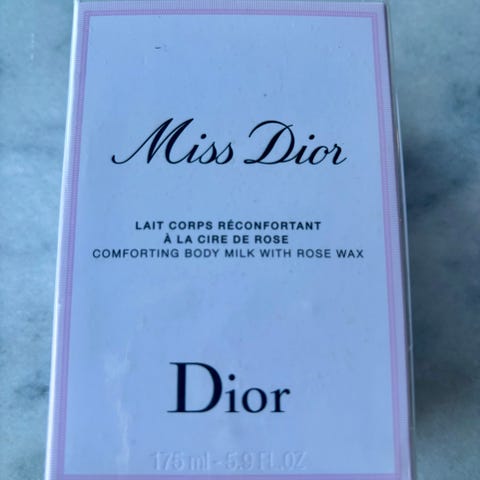 Miss Dior
LAIT CORPS RÉCONFORTANT
À LA CIRE DE ROSE
COMFORTING BODY MILK WITH ROSE WAX
Dior
175 ml - 5.9 FL.OZ